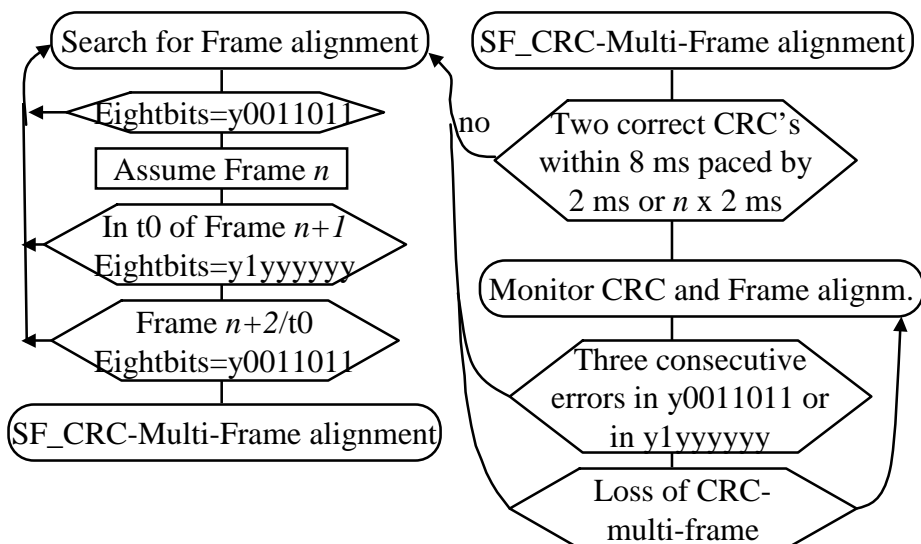 Search for Frame alignment
Eightbits=y0011011
Assume Frame n
In t0 of Frame n+1
Eightbits=y1yyyyyy
Frame n+2/t0
Eightbits=y0011011
SF_CRC-Multi-Frame alignment
SF_CRC-Multi-Frame alignment
no
Two correct CRC's
within 8 ms paced by
2 ms or n x 2 ms
Monitor CRC and Frame alignm.
Three consecutive
errors in y0011011 or
in y1yyyyyy
Loss of CRC-
multi-frame